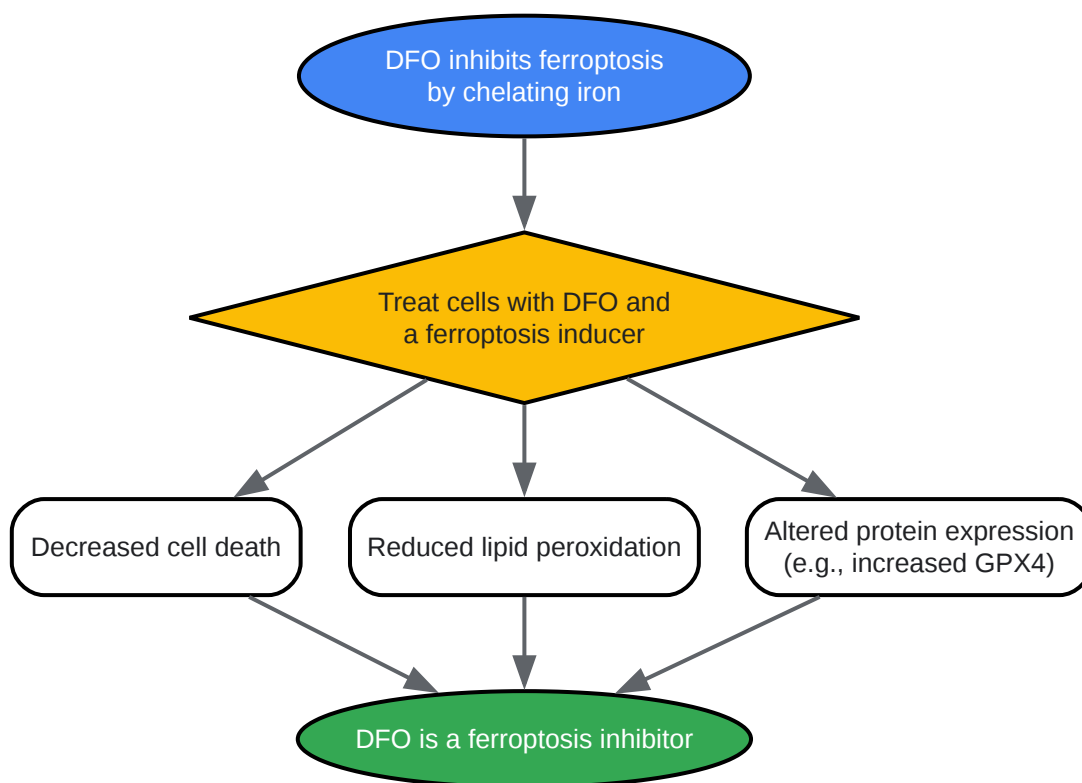 DFO inhibits ferroptosis
by chelating iron
Treat cells with DFO and
a ferroptosis inducer
Decreased cell death
Reduced lipid peroxidation
Altered protein expression
(e.g., increased GPX4)
DFO is a ferroptosis inhibitor